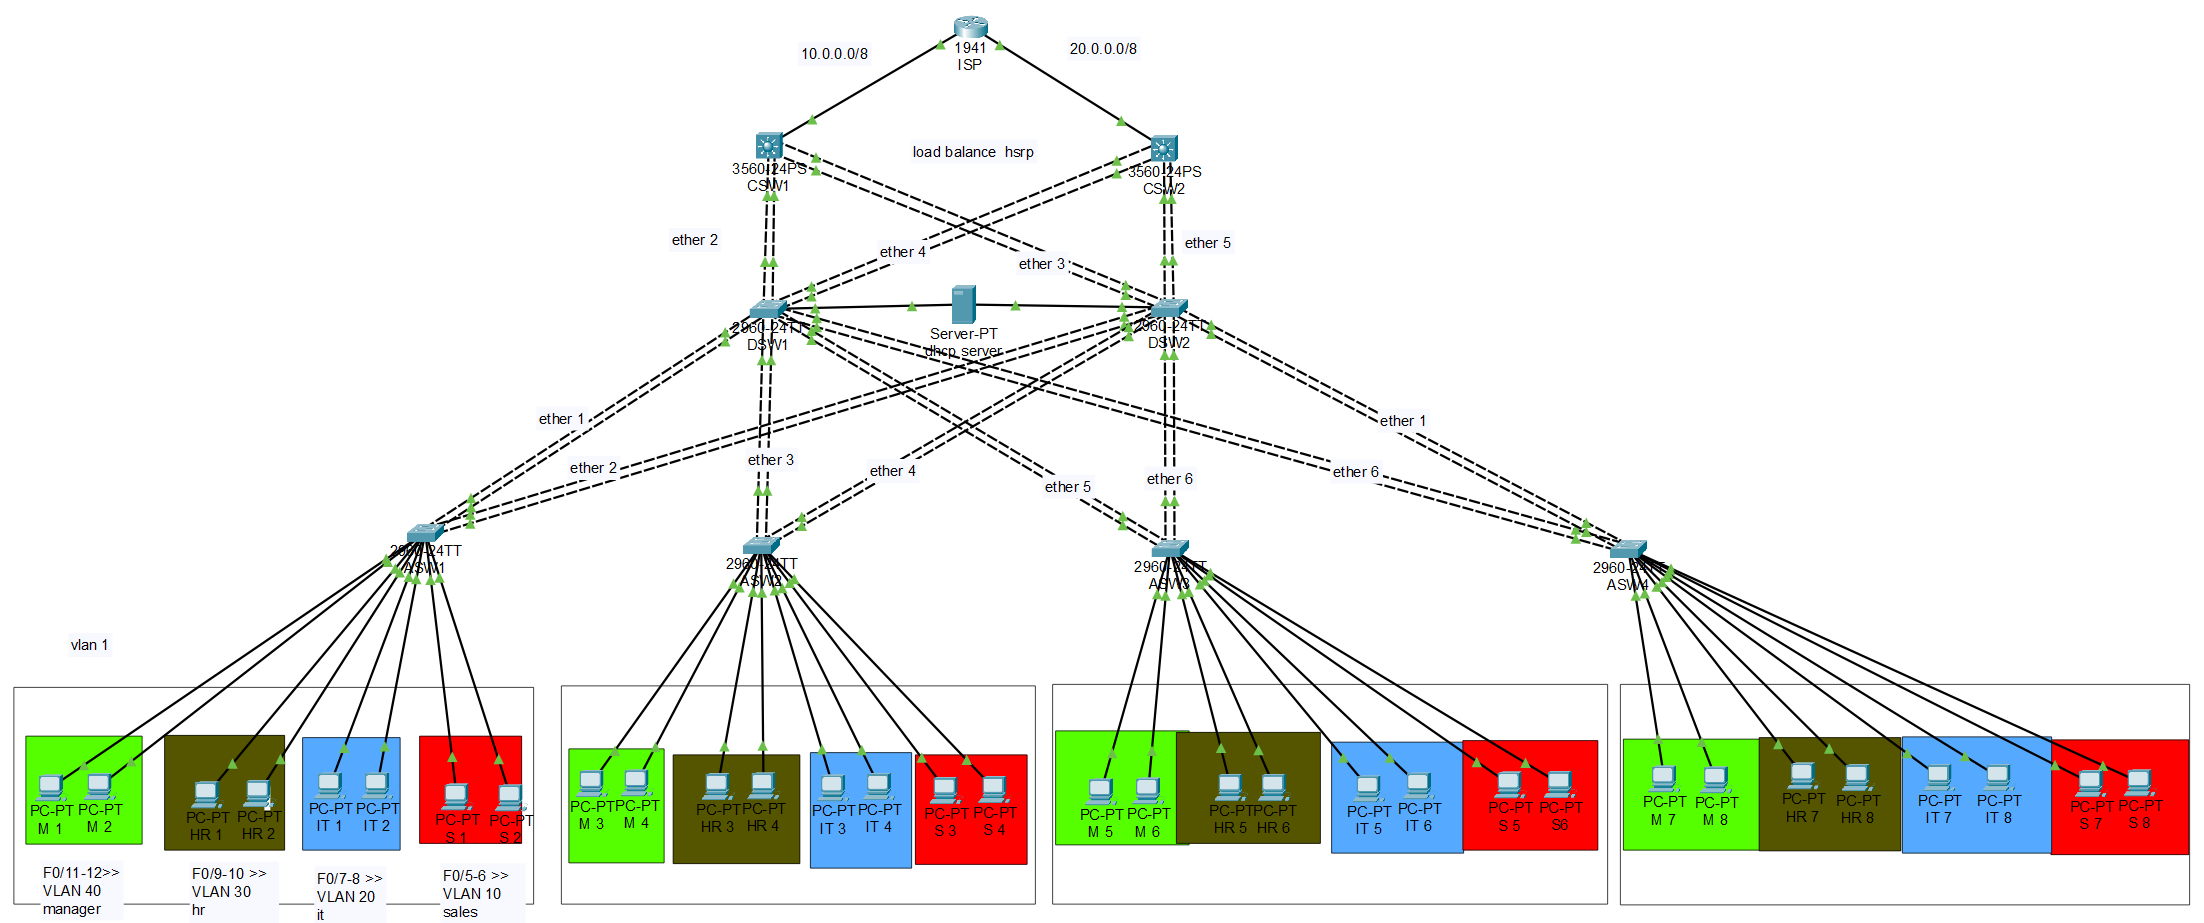 1941
ISP
10.0.0.0/8
20.0.0.0/8
load balance  hsrp
3560-24PS
CSW1
3560-24PS
CSW2
ether 2
ether 4
ether 3
ether 5
2960-24TT
DSW1
Server-PT
dhcp server
2960-24TT
DSW2
ether 1
ether 2
ether 3
ether 4
ether 5
ether 6
ether 6
ether 1
2960-24TT
ASW1
2960-24TT
ASW2
2960-24TT
ASW3
2960-24TT
ASW4
vlan 1
PC-PT
M 1
PC-PT
M 2
PC-PT
HR 1
PC-PT
HR 2
PC-PT
IT 1
PC-PT
IT 2
PC-PT
S 1
PC-PT
S 2
PC-PT
M 3
PC-PT
M 4
PC-PT
HR 3
PC-PT
HR 4
PC-PT
IT 3
PC-PT
IT 4
PC-PT
S 3
PC-PT
S 4
PC-PT
M 5
PC-PT
M 6
PC-PT
HR 5
PC-PT
HR 6
PC-PT
IT 5
PC-PT
IT 6
PC-PT
S 5
PC-PT
S6
PC-PT
M 7
PC-PT
M 8
PC-PT
HR 7
PC-PT
HR 8
PC-PT
IT 7
PC-PT
IT 8
PC-PT
S 7
PC-PT
S 8
F0/11-12>>
VLAN 40
manager
F0/9-10 >>
VLAN 30
hr
F0/7-8 >>
VLAN 20
it
F0/5-6 >>
VLAN 10
sales